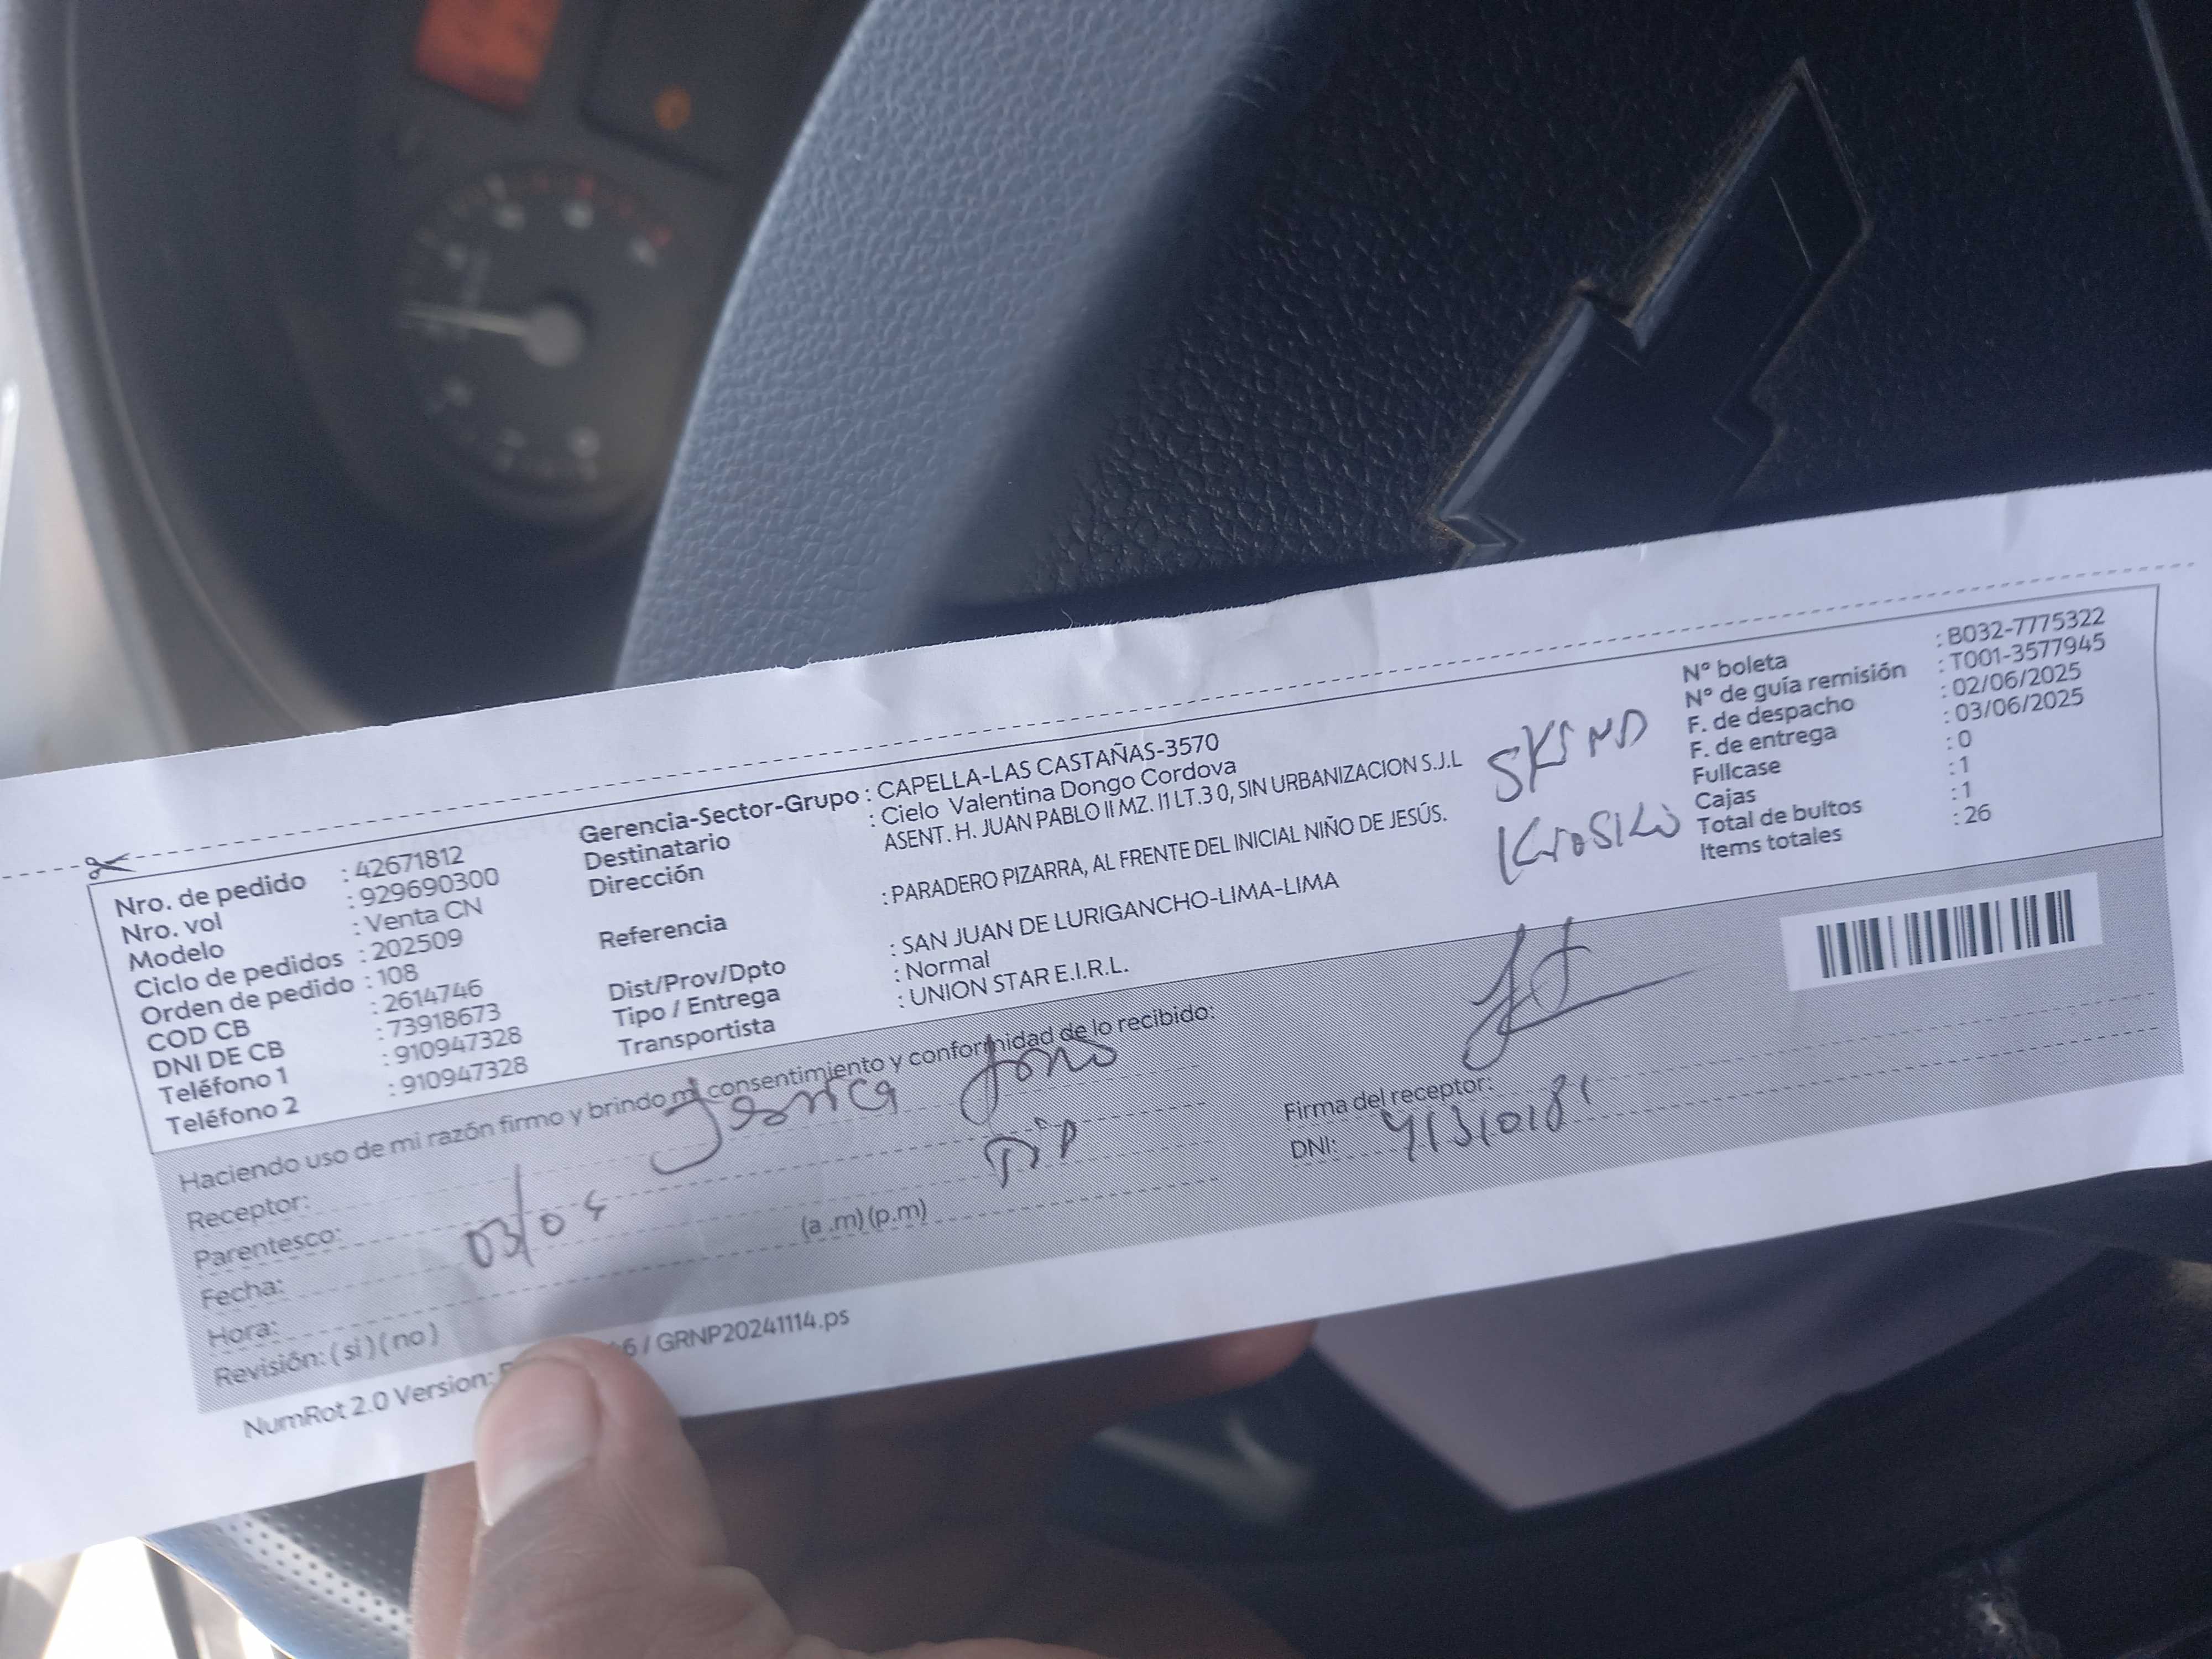 Nro. de pedido : 42671812
Nro. vol : 929690300
Modelo : Venta CN
Ciclo de pedidos : 202509
Orden de pedido : 108
COD CB : 2614746
DNI DE CB : 73918673
Teléfono 1 : 910947328
Teléfono 2 : 910947328
Gerencia-Sector-Grupo : CAPELLA-LAS CASTAÑAS-3570
Destinatario : Cielo Valentina Dongo Cordova
Dirección ASENT. H. JUAN PABLO II MZ. I1 LT.3 0, SIN URBANIZACION S.J.L
Referencia : PARADERO PIZARRA, AL FRENTE DEL INICIAL NIÑO DE JESÚS.
Dist/Prov/Dpto : SAN JUAN DE LURIGANCHO-LIMA-LIMA
Tipo / Entrega : Normal
Transportista : UNION STAR E.I.R.L.
N° boleta : B032-7775322
N° de guía remisión : T001-3577945
F. de despacho : 02/06/2025
F. de entrega : 03/06/2025
Fullcase : 0
Cajas : 1
Total de bultos : 1
Items totales : 26
Haciendo uso de mi razón firmo y brindo mi consentimiento y conformidad de lo recibido:
Receptor:
Parentesco:
Fecha: 03/0
Hora: (a .m) (p.m)
Revisión: ( si ) ( no )
Firma del receptor:
DNI:
NumRot 2.0 Version: 6 / GRNP20241114.ps